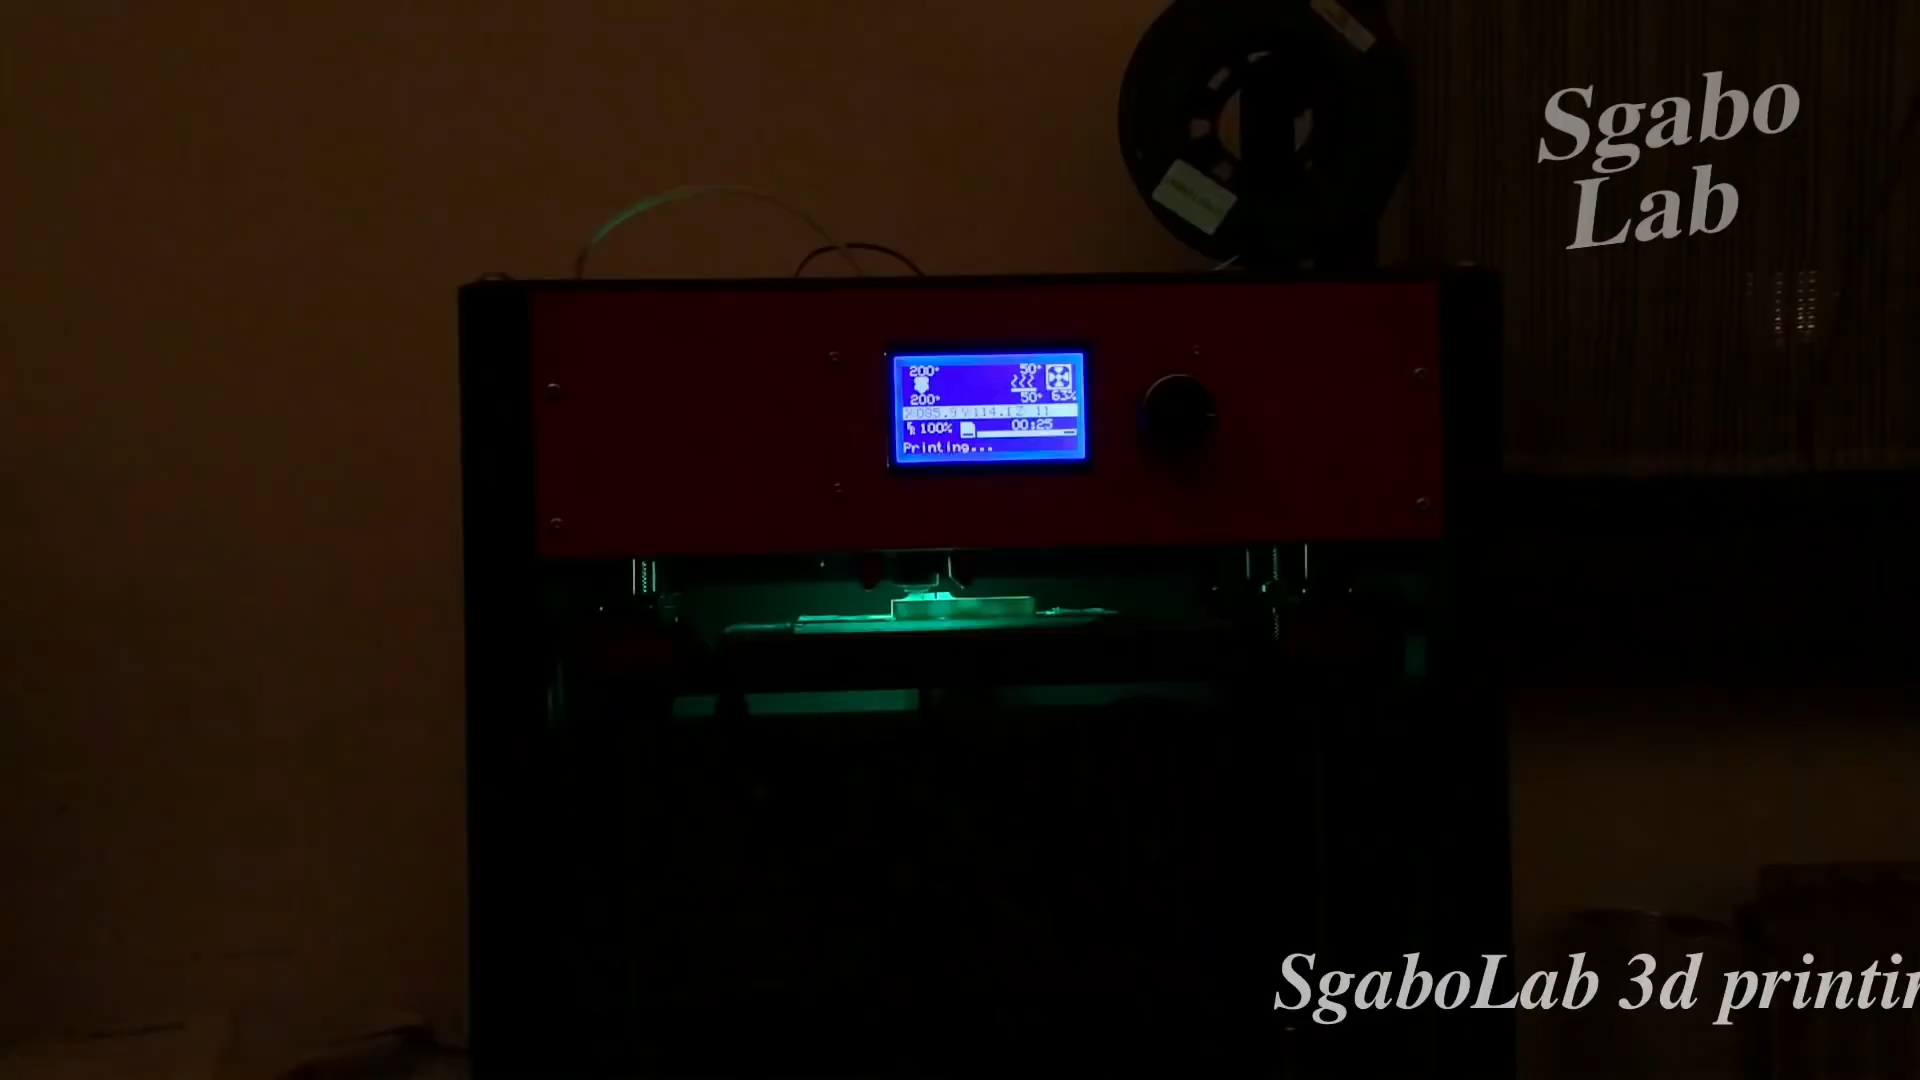 Sgabo
Lab
200° 50°
200° 50° 63%
100% 00:25
Printing...
SgaboLab 3d printin